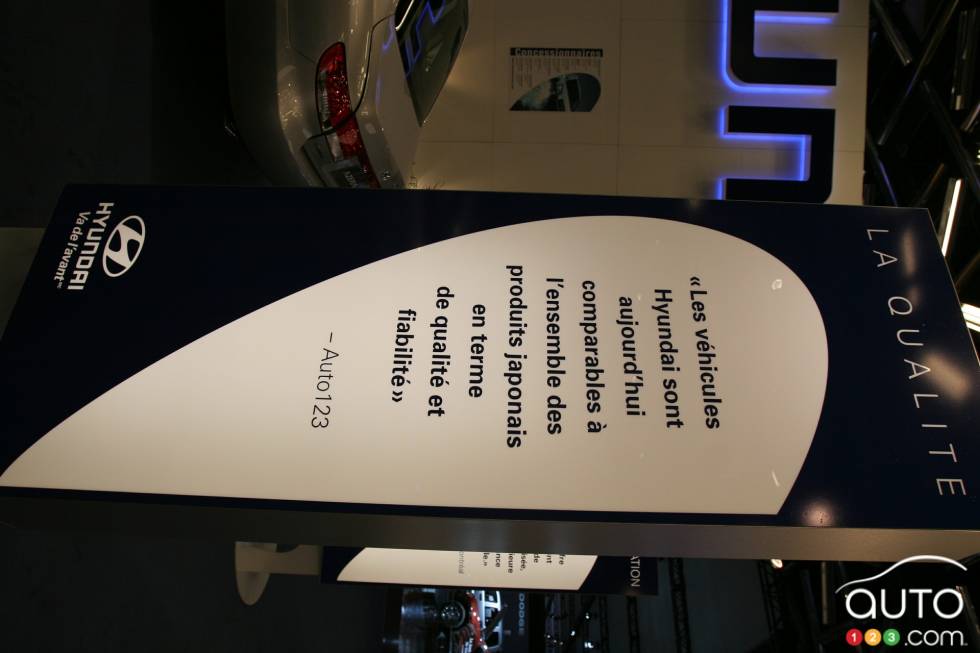 LA QUALITE
«Les véhicules
Hyundai sont
aujourd'hui
comparables à
l'ensemble des
produits japonais
en terme
de qualité et
fiabilité»
– Auto123
HYUNDAI
Va de l'avant
Concessionnaires
DODGE
AUTO
123.com